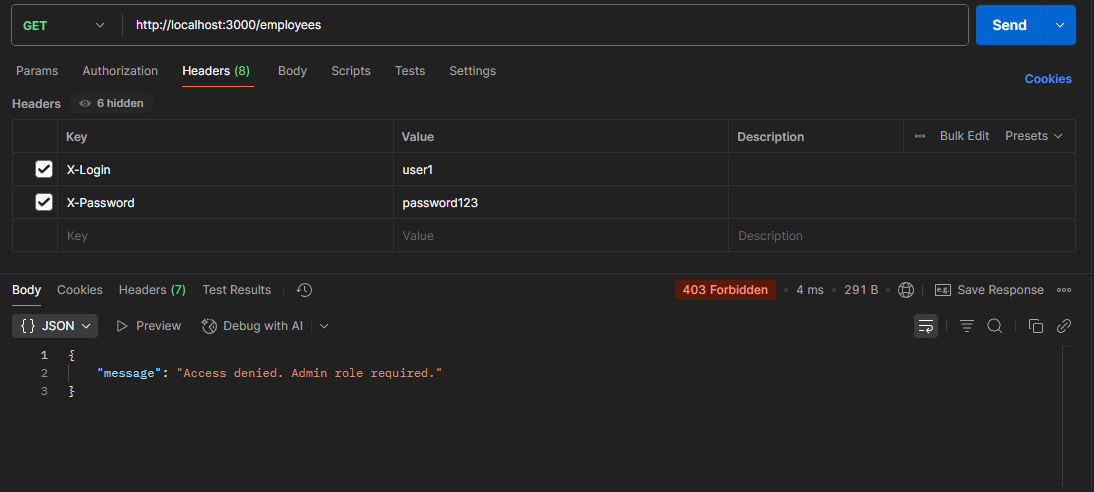 GET http://localhost:3000/employees Send
Params Authorization Headers (8) Body Scripts Tests Settings Cookies
Headers 6 hidden
Key Value Description Bulk Edit Presets
X-Login user1
X-Password password123
Key Value Description
Body Cookies Headers (7) Test Results 403 Forbidden • 4 ms • 291 B • e.g. Save Response
{} JSON Preview Debug with AI
1 {
2 "message": "Access denied. Admin role required."
3 }